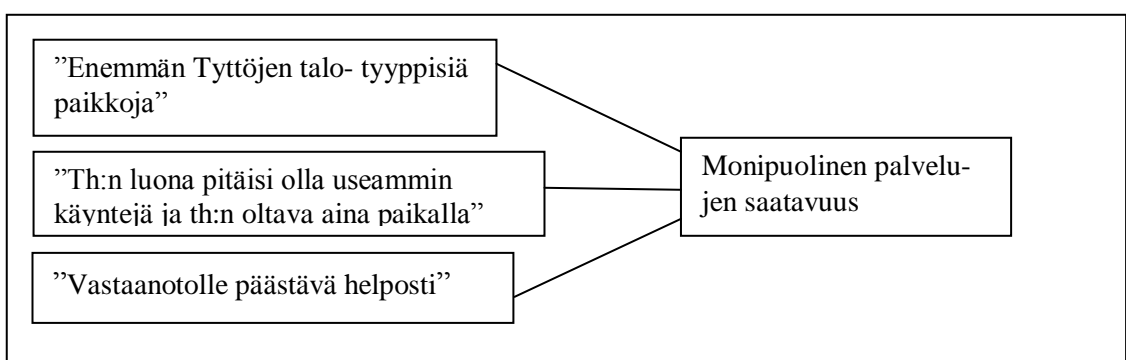 ”Enemmän Tyttöjen talo- tyyppisiä
paikkoja”
”Th:n luona pitäisi olla useammin
käyntejä ja th:n oltava aina paikalla”
”Vastaanotolle päästävä helposti”
Monipuolinen palvelu-
jen saatavuus